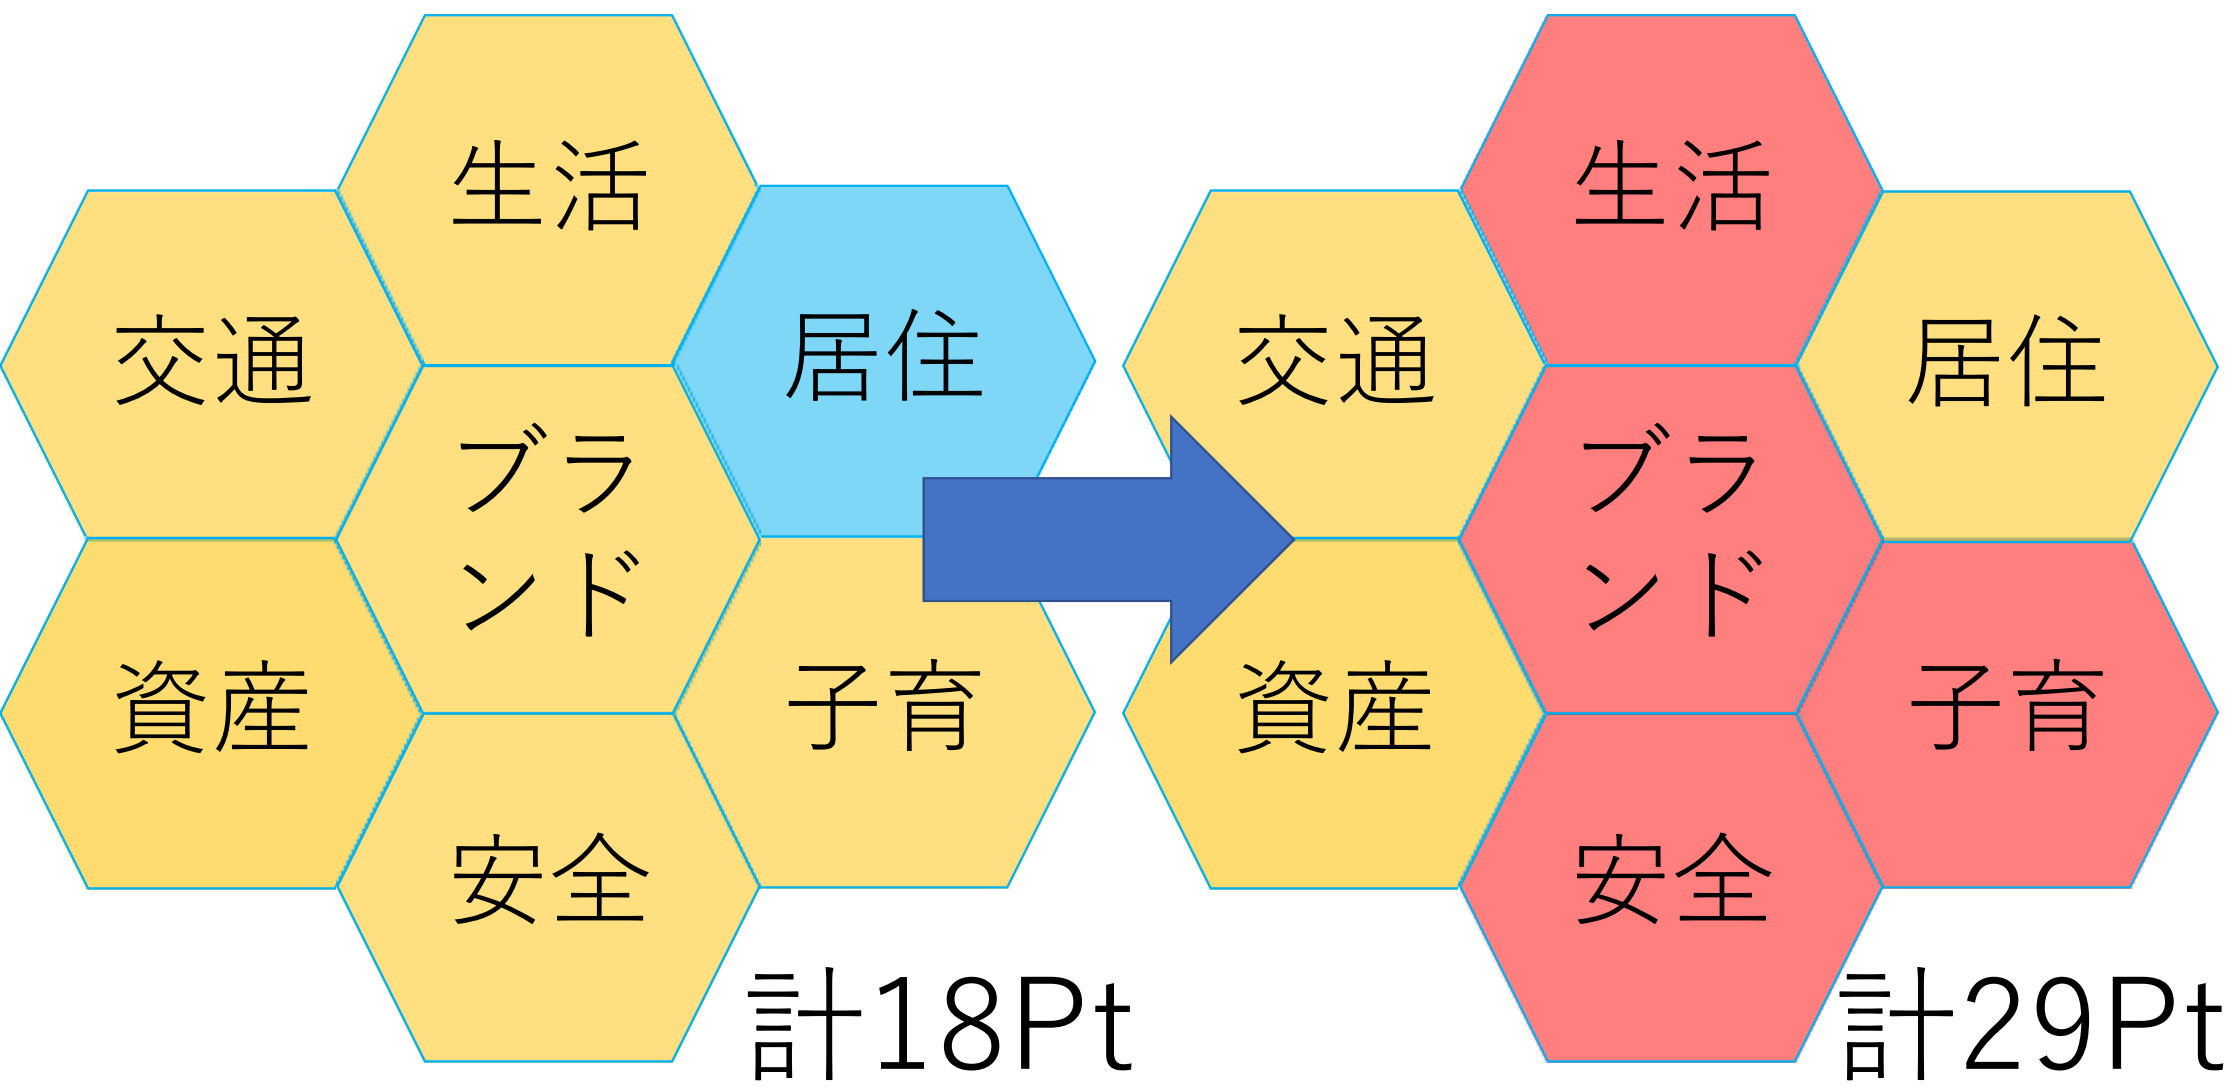 生活
交通
居住
ブラ
ンド
資産
子育
安全
計18Pt
生活
交通
居住
ブラ
ンド
資産
子育
安全
計29Pt